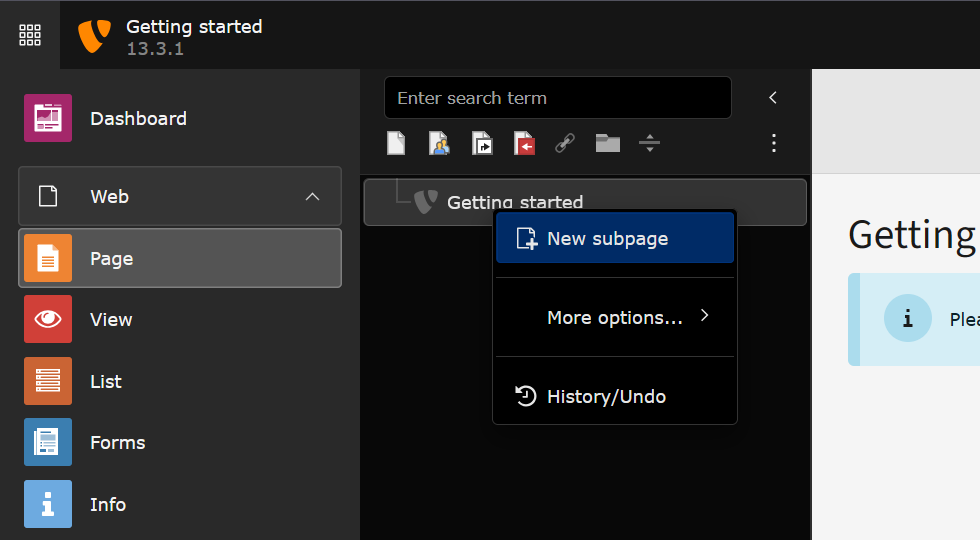 Getting started
13.3.1
Dashboard
Web
Page
View
List
Forms
Info
Enter search term
Getting started
New subpage
More options...
History/Undo
Getting
i